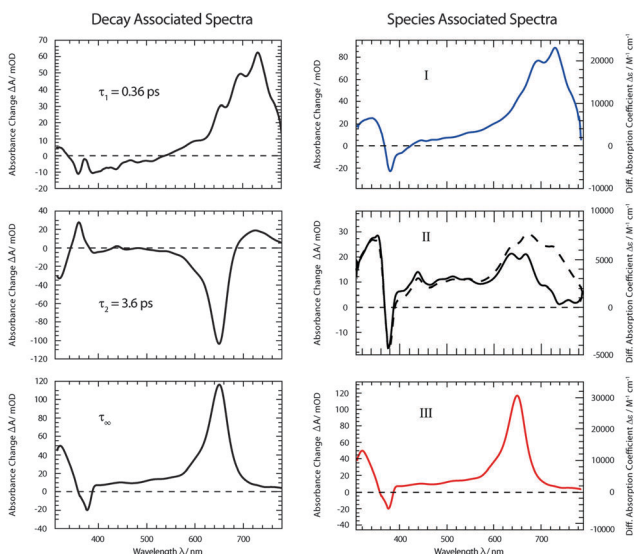 Decay Associated Spectra
Species Associated Spectra
70
60
50
40
30
20
10
0
-10
-20
Absorbance Change ΔA/ mOD
τ1 = 0.36 ps
80
60
40
20
0
-20
Absorbance Change / mOD
I
20000
10000
0
-10000
Diff. Absorption Coefficient Δε / M-1 cm-1
40
20
0
-20
-40
-60
-80
-100
-120
Absorbance Change ΔA/ mOD
τ2 = 3.6 ps
30
20
10
0
-10
Absorbance Change ΔA/ mOD
II
10000
5000
0
-5000
Diff. Absorption Coefficient Δε / M-1 cm-1
120
100
80
60
40
20
0
-20
-40
Absorbance Change ΔA/ mOD
τ∞
400 500 600 700
Wavelength λ/ nm
120
100
80
60
40
20
0
-20
-40
Absorbance Change ΔA/ mOD
III
30000
20000
10000
0
-10000
Diff. Absorption Coefficient Δε / M-1 cm-1
400 500 600 700
Wavelength λ/ nm